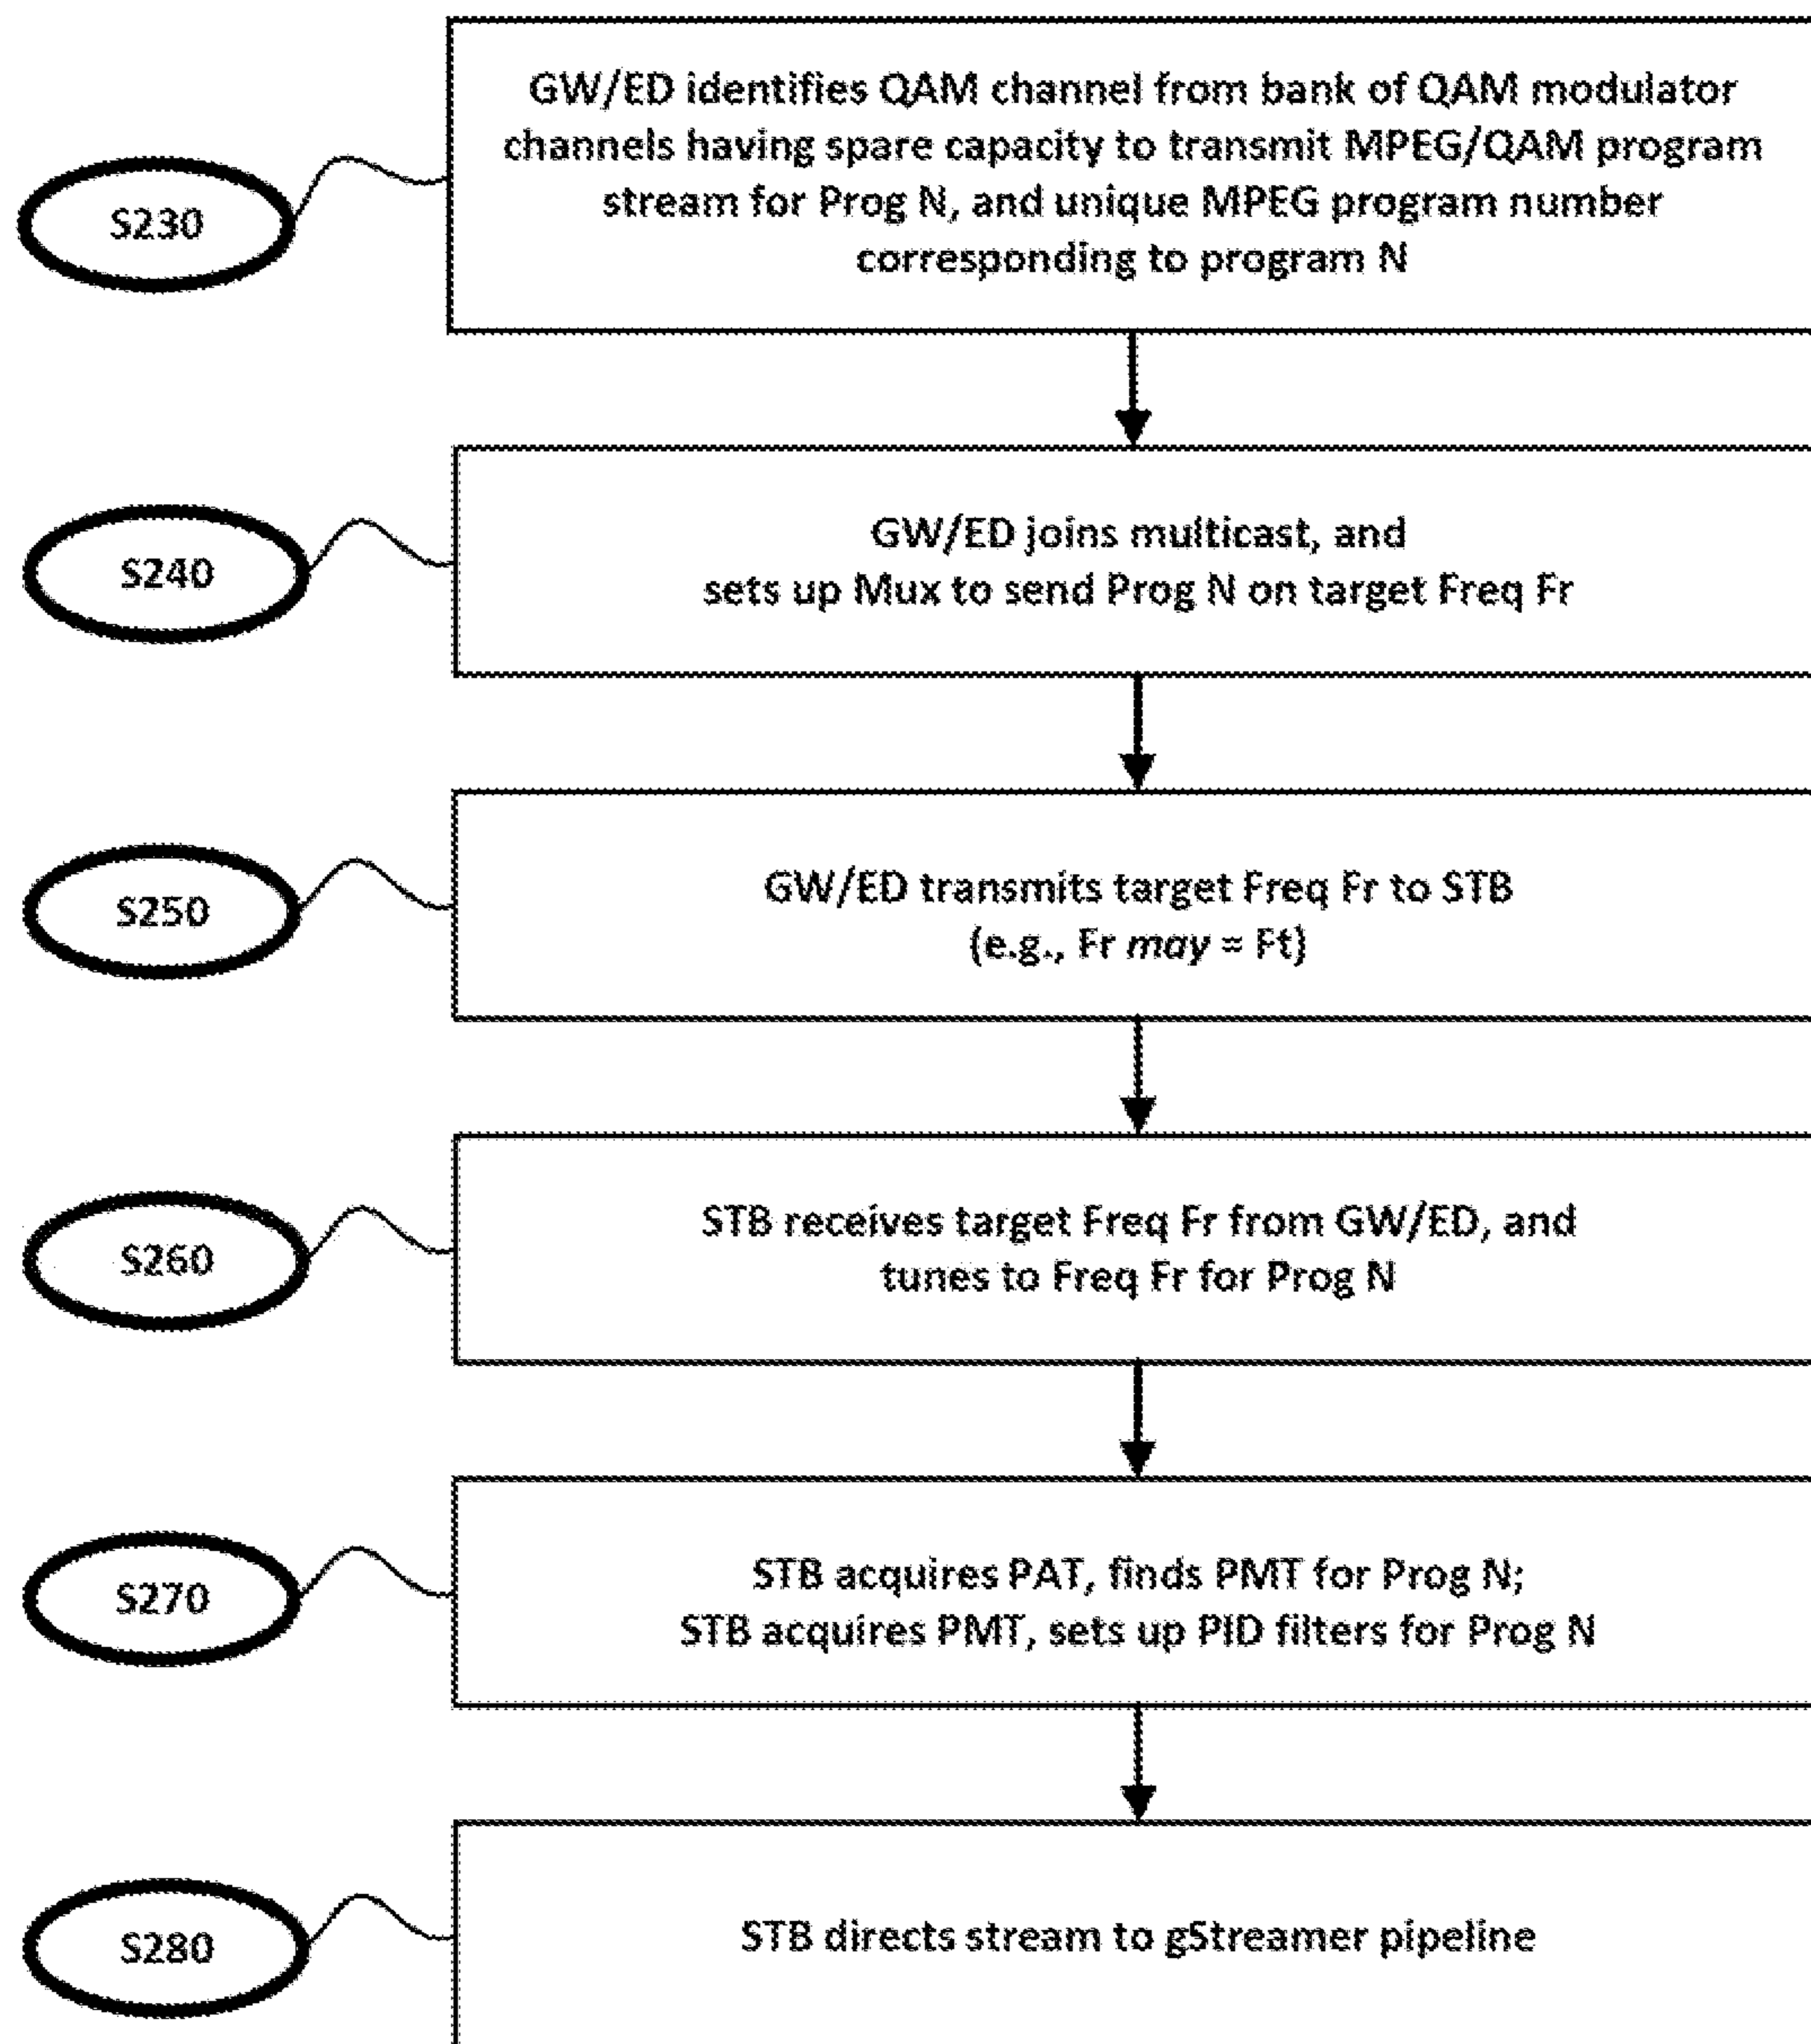 S230
GW/ED identifies QAM channel from bank of QAM modulator
channels having spare capacity to transmit MPEG/QAM program
stream for Prog N, and unique MPEG program number
corresponding to program N
S240
GW/ED joins multicast, and
sets up Mux to send Prog N on target Freq Fr
S250
GW/ED transmits target Freq Fr to STB
(e.g., Fr may = Ft)
S260
STB receives target Freq Fr from GW/ED, and
tunes to Freq Fr for Prog N
S270
STB acquires PAT, finds PMT for Prog N;
STB acquires PMT, sets up PID filters for Prog N
S280
STB directs stream to gStreamer pipeline